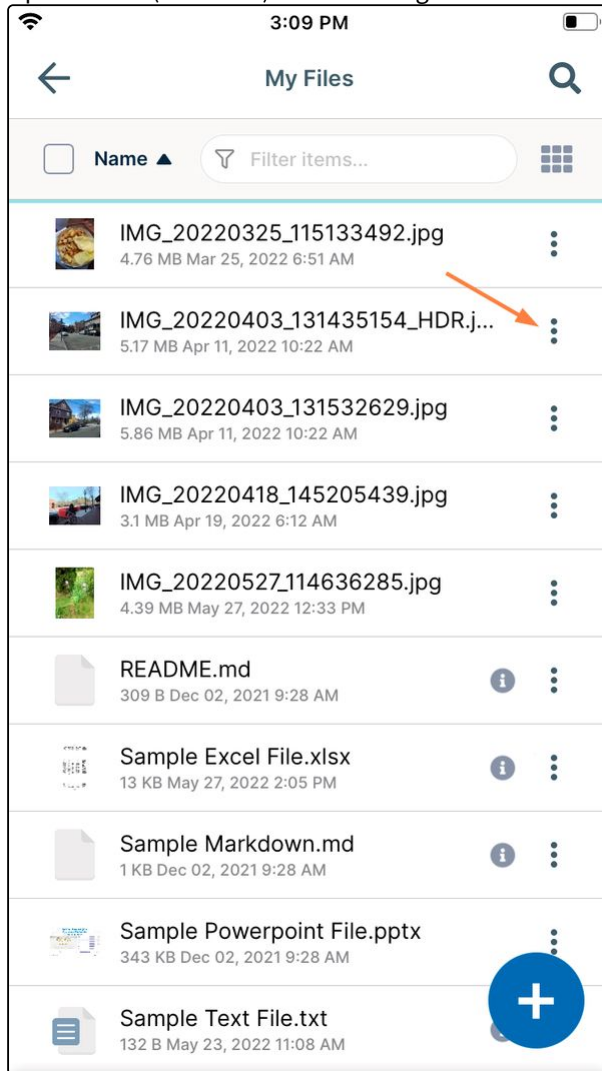 3:09 PM
My Files
Name ▲ Filter items...
IMG_20220325_115133492.jpg
4.76 MB Mar 25, 2022 6:51 AM
IMG_20220403_131435154_HDR.j...
5.17 MB Apr 11, 2022 10:22 AM
IMG_20220403_131532629.jpg
5.86 MB Apr 11, 2022 10:22 AM
IMG_20220418_145205439.jpg
3.1 MB Apr 19, 2022 6:12 AM
IMG_20220527_114636285.jpg
4.39 MB May 27, 2022 12:33 PM
README.md
309 B Dec 02, 2021 9:28 AM
Sample Excel File.xlsx
13 KB May 27, 2022 2:05 PM
Sample Markdown.md
1 KB Dec 02, 2021 9:28 AM
Sample Powerpoint File.pptx
343 KB Dec 02, 2021 9:28 AM
Sample Text File.txt
132 B May 23, 2022 11:08 AM